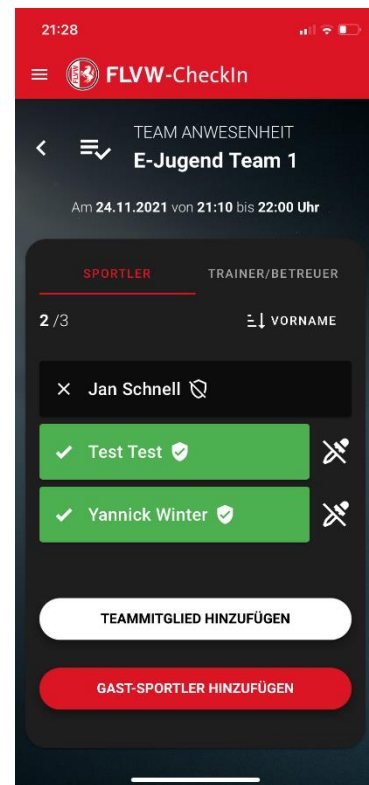 21:28
FLVW-CheckIn
TEAM ANWESENHEIT
E-Jugend Team 1
Am 24.11.2021 von 21:10 bis 22:00 Uhr
SPORTLER TRAINER/BETREUER
2 /3 VORNAME
Jan Schnell
Test Test
Yannick Winter
TEAMMITGLIED HINZUFÜGEN
GAST-SPORTLER HINZUFÜGEN